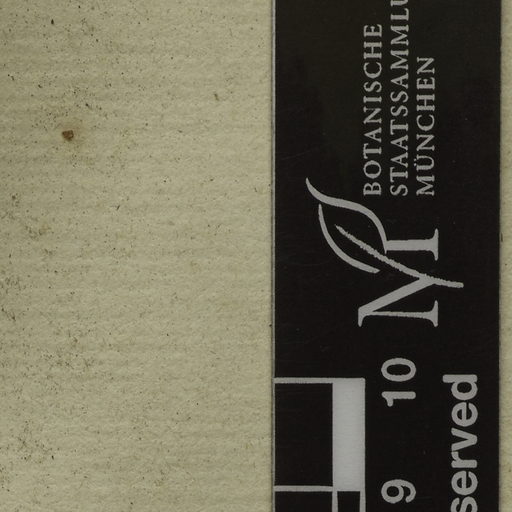 BOTANISCHE
STAATSSAMMLU
MÜNCHEN
M
9 10
served